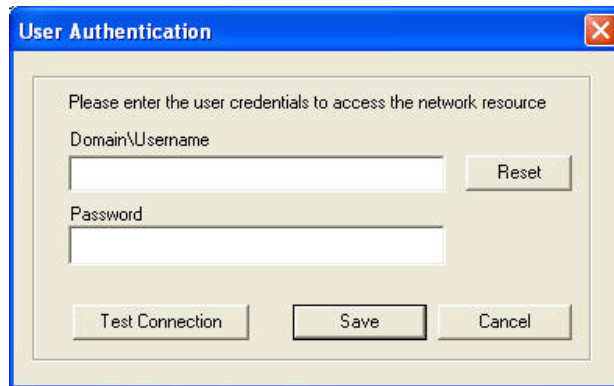 User Authentication
Please enter the user credentials to access the network resource
Domain\Username
Reset
Password
Test Connection
Save
Cancel